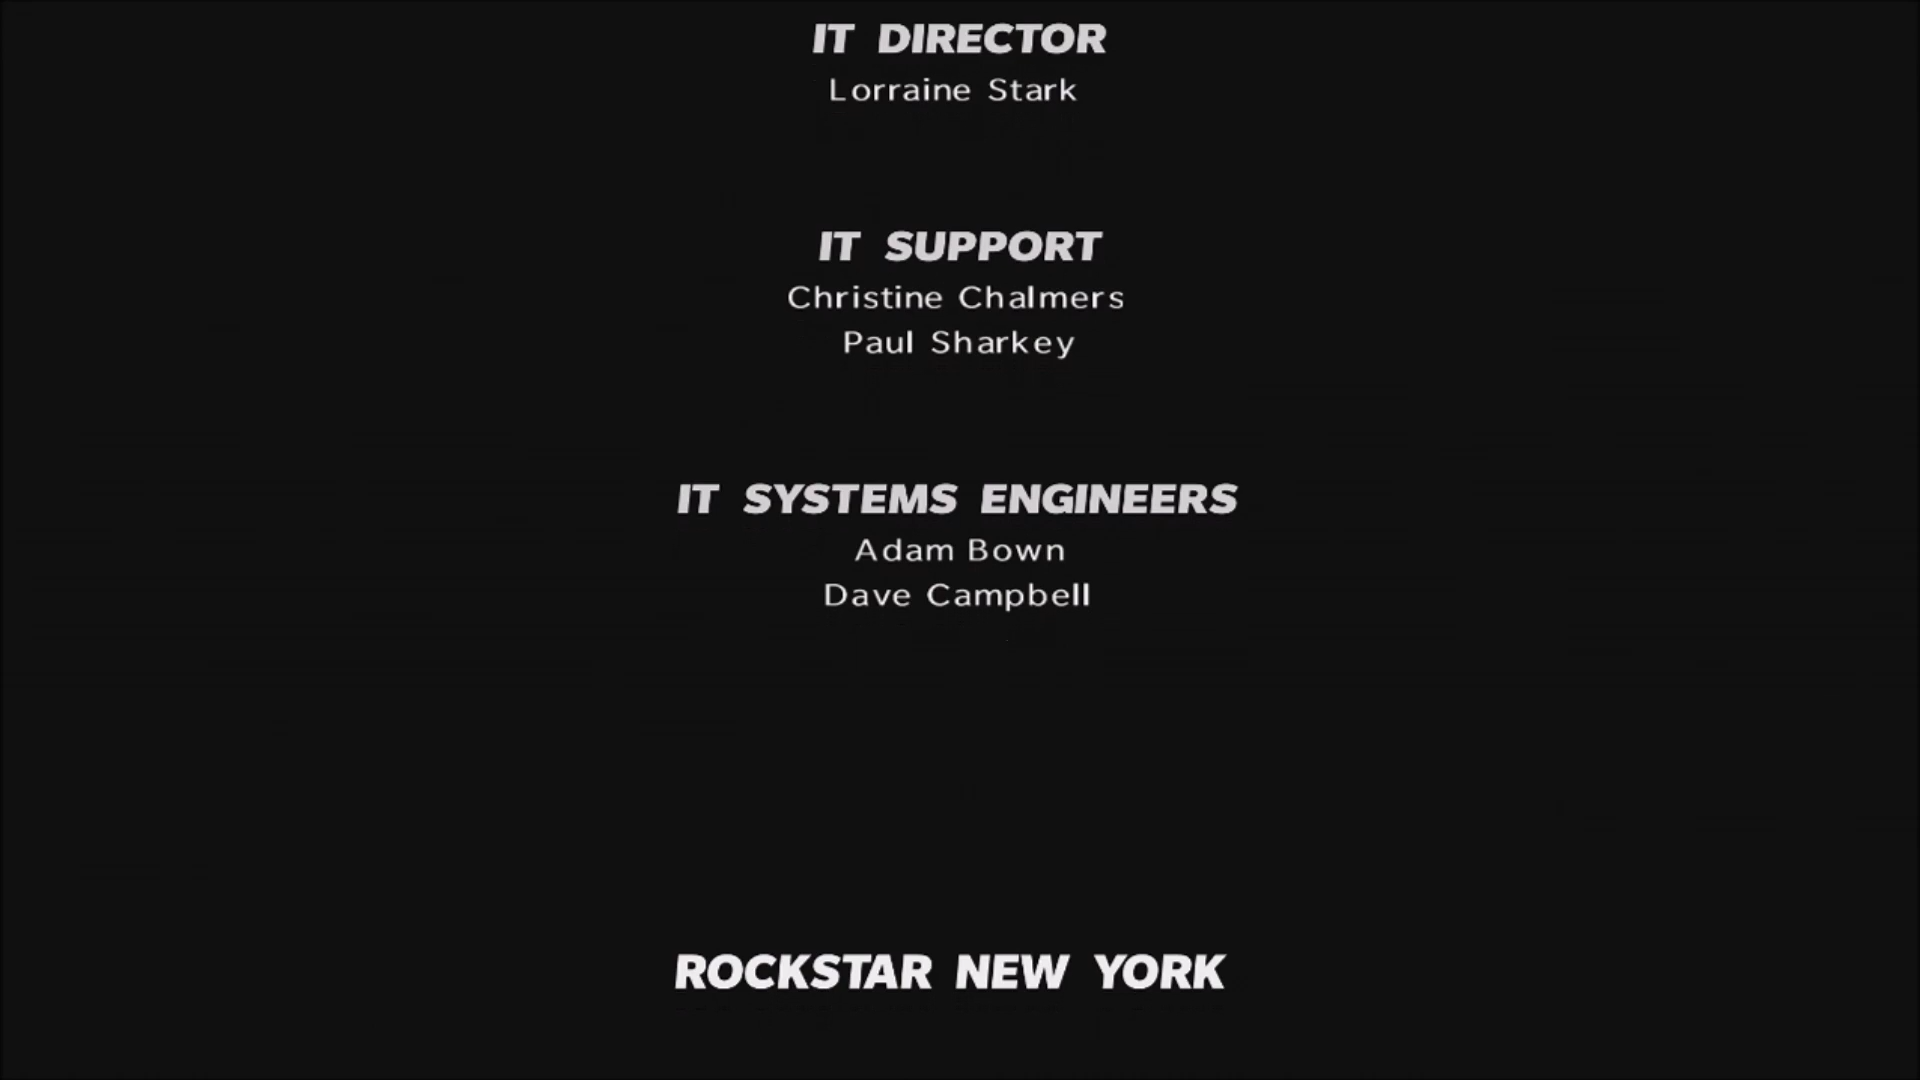 IT DIRECTOR
Lorraine Stark
IT SUPPORT
Christine Chalmers
Paul Sharkey
IT SYSTEMS ENGINEERS
Adam Bown
Dave Campbell
ROCKSTAR NEW YORK